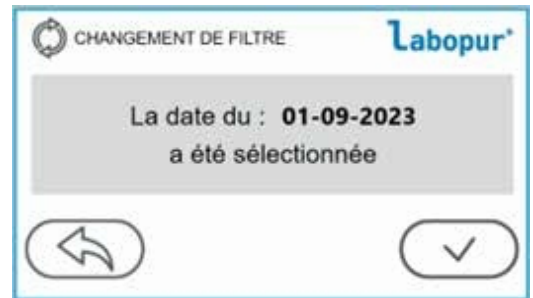 CHANGEMENT DE FILTRE
Labopur
La date du : 01-09-2023
a été sélectionnée